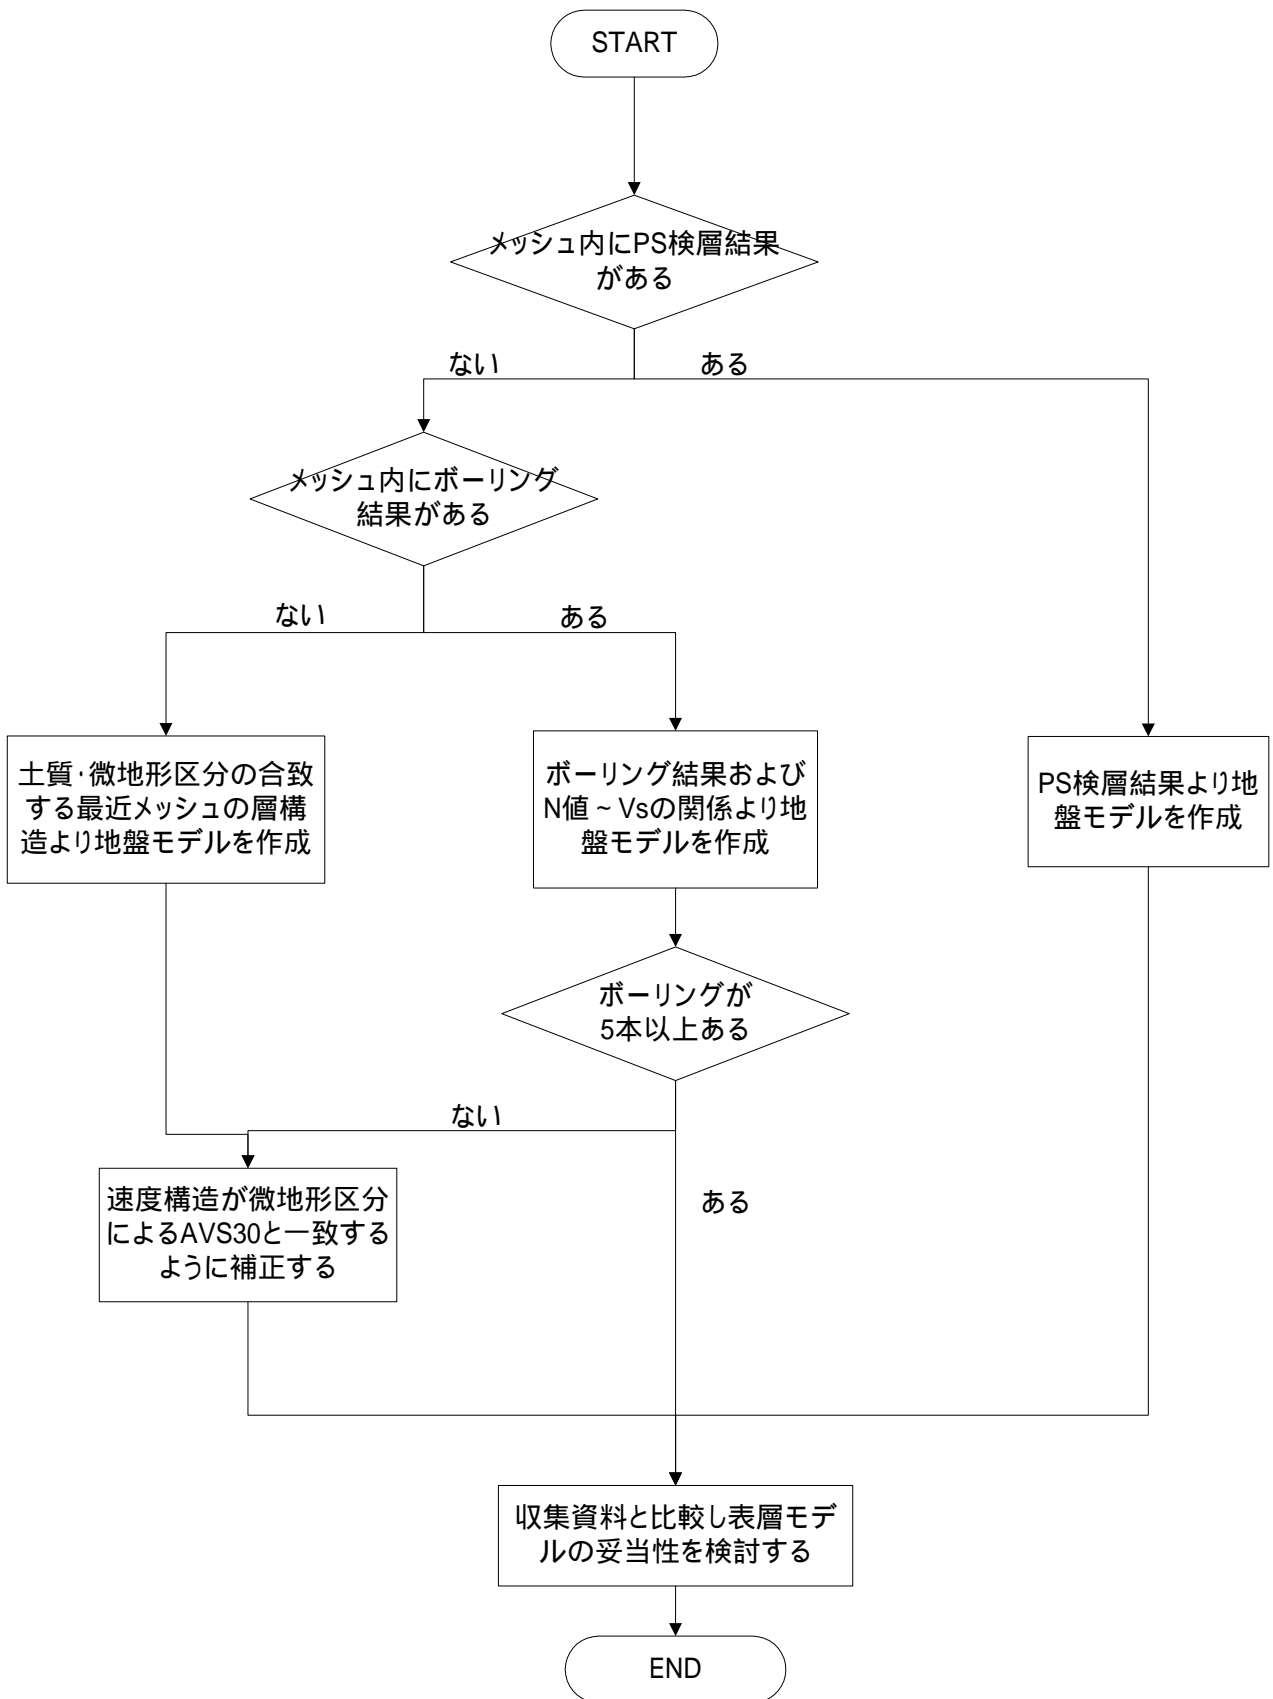 START
メッシュ内にPS検層結果
がある
ない
ある
メッシュ内にボーリング
結果がある
ない
ある
土質・微地形区分の合致
する最近メッシュの層構
造より地盤モデルを作成
ボーリング結果および
N値~Vsの関係より地
盤モデルを作成
PS検層結果より地
盤モデルを作成
ボーリングが
5本以上ある
ない
ある
速度構造が微地形区分
によるAVS30と一致する
ように補正する
収集資料と比較し表層モデ
ルの妥当性を検討する
END